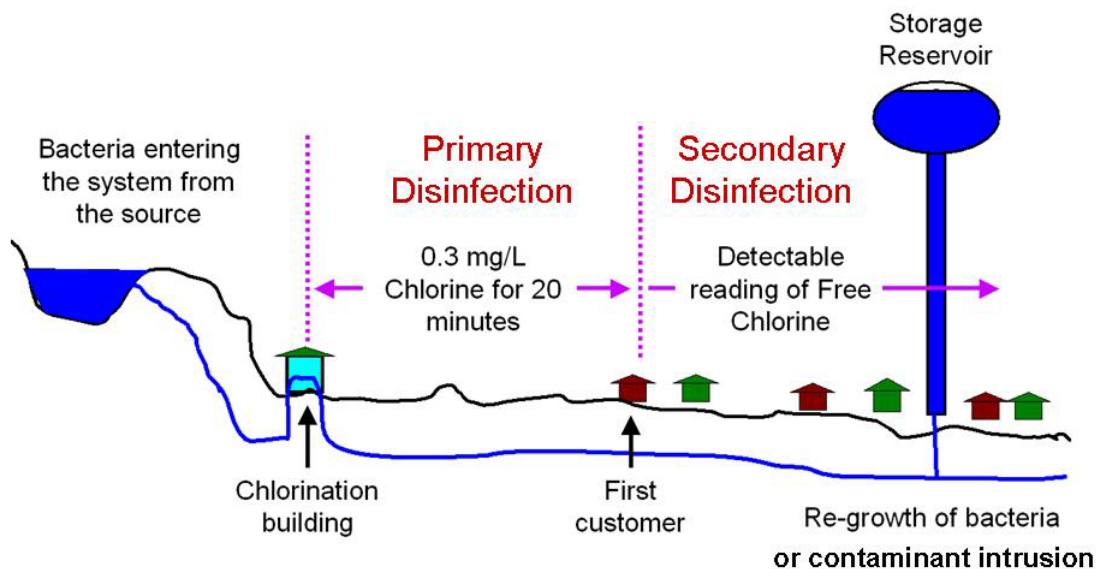 Storage
Reservoir
Bacteria entering
the system from
the source
Primary
Disinfection
Secondary
Disinfection
0.3 mg/L
Chlorine for 20
minutes
Detectable
reading of Free
Chlorine
Chlorination
building
First
customer
Re-growth of bacteria
or contaminant intrusion